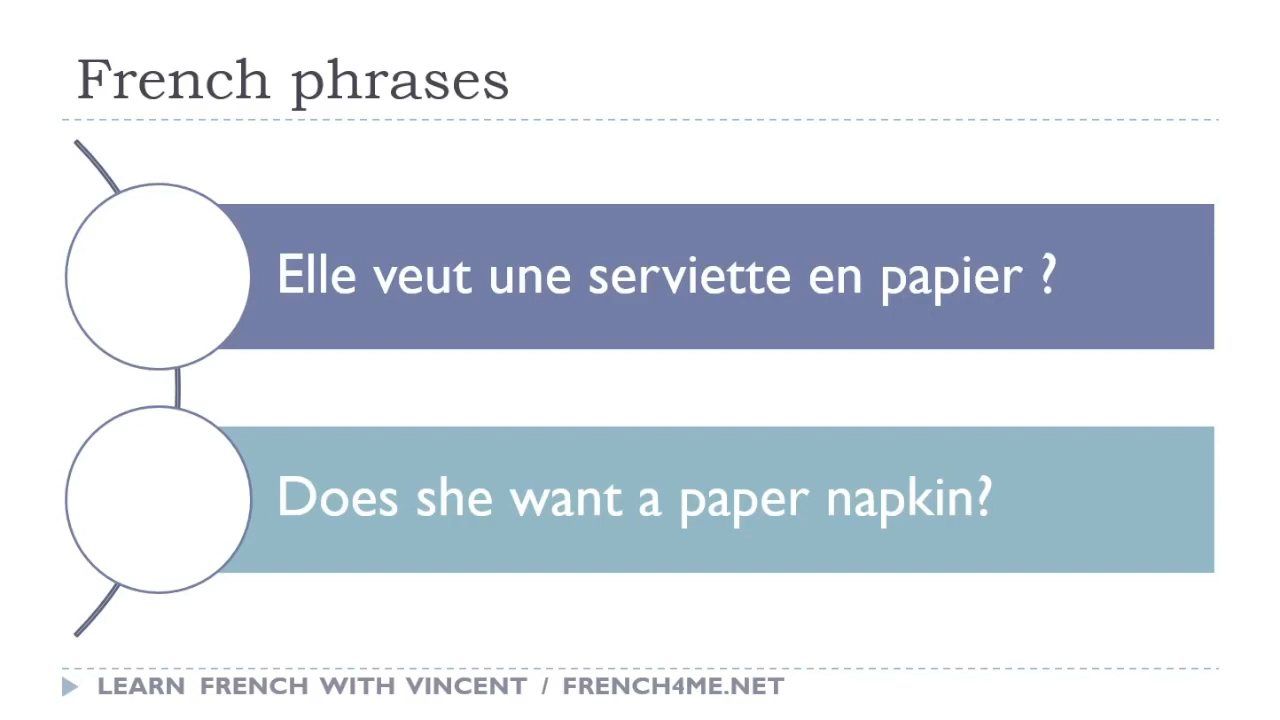 French phrases
Elle veut une serviette en papier ?
Does she want a paper napkin?
LEARN FRENCH WITH VINCENT / FRENCH4ME.NET